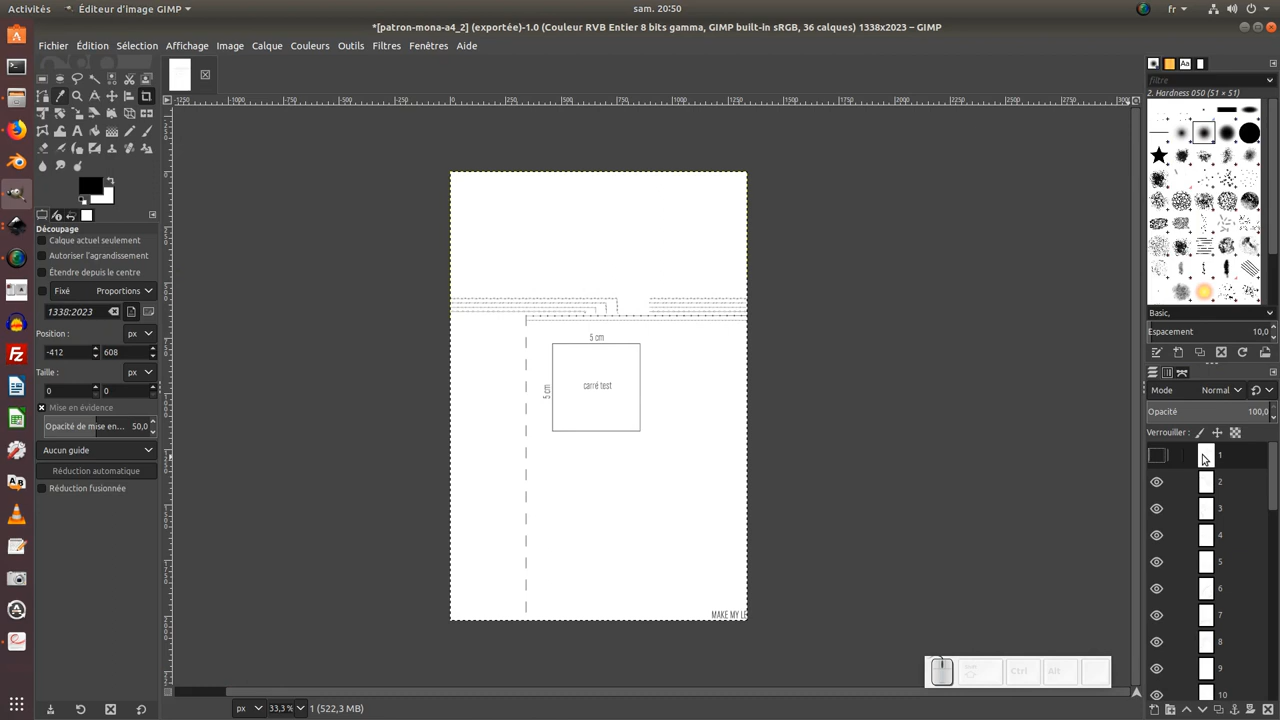 Activités
Éditeur d'image GIMP
sam. 20:50
fr
*[patron-mona-a4_2] (exportée)-1.0 (Couleur RVB Entier 8 bits gamma, GIMP built-in sRGB, 36 calques) 1338x2023 – GIMP
Fichier Édition Sélection Affichage Image Calque Couleurs Outils Filtres Fenêtres Aide
Découpage
Calque actuel seulement
Autoriser l'agrandissement
Étendre depuis le centre
Fixé Proportions
1338:2023
Position : px
-412 608
Taille : px
0 0
Mise en évidence
Opacité de mise en... 50,0
Aucun guide
Réduction automatique
Réduction fusionnée
5 cm
5 cm
carré test
MAKE MY LE
px 33,3 % 1 (522,3 MB)
Ctrl Alt
filtre
2. Hardness 050 (51 × 51)
Basic,
Espacement 10,0
Mode Normal
Opacité 100,0
Verrouiller :
1
2
3
4
5
6
7
8
9
10